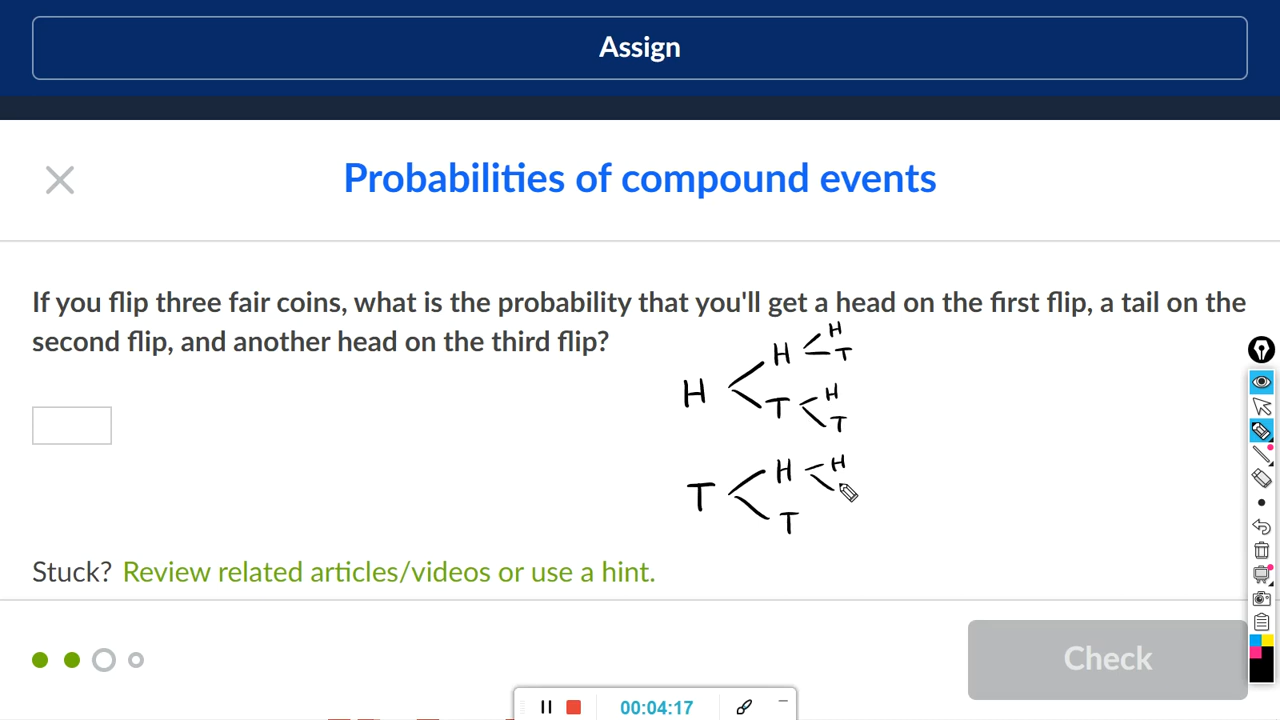 Assign
Probabilities of compound events
If you flip three fair coins, what is the probability that you'll get a head on the first flip, a tail on the
second flip, and another head on the third flip?
H
H
H
T
T
H
T
T
H
H
T
Stuck? Review related articles/videos or use a hint.
Check
00:04:17